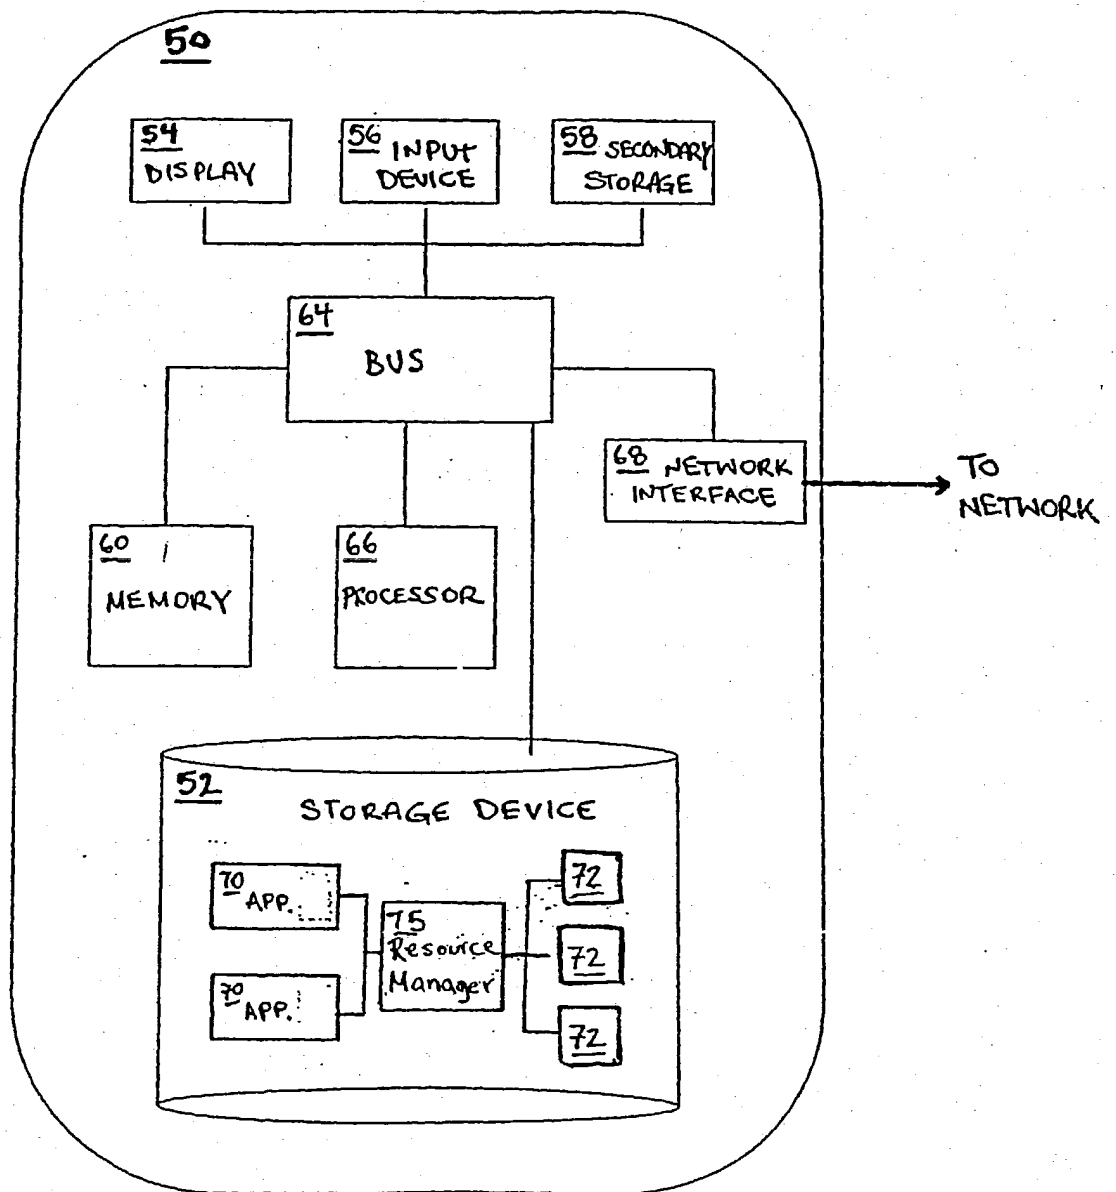 50
54
DISPLAY
56 INPUT
DEVICE
58 SECONDARY
STORAGE
64
BUS
68 NETWORK
INTERFACE
TO
NETWORK
60
MEMORY
66
PROCESSOR
52
STORAGE DEVICE
70
APP.
70
APP.
75
Resource
Manager
72
72
72